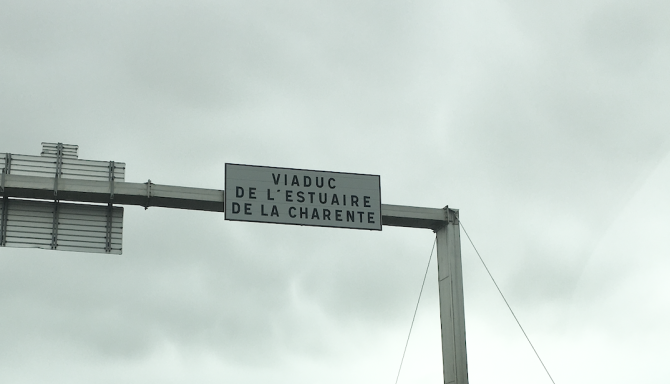 VIADUC
DE L'ESTUAIRE
DE LA CHARENTE